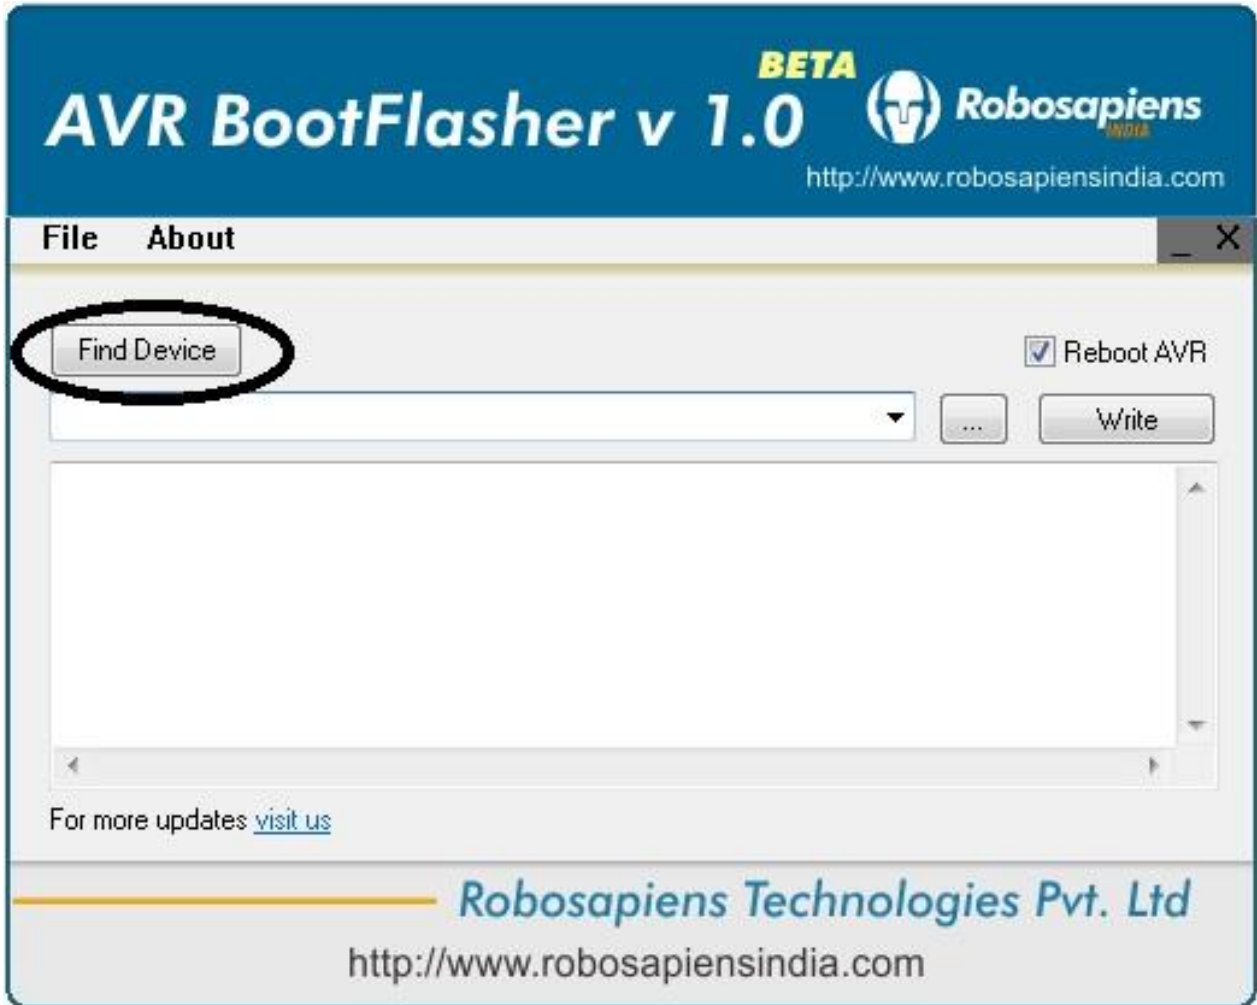 BETA
AVR BootFlasher v 1.0
Robosapiens
INDIA
http://www.robosapiensindia.com
File About
_ X
Find Device
Reboot AVR
... Write
For more updates visit us
Robosapiens Technologies Pvt. Ltd
http://www.robosapiensindia.com